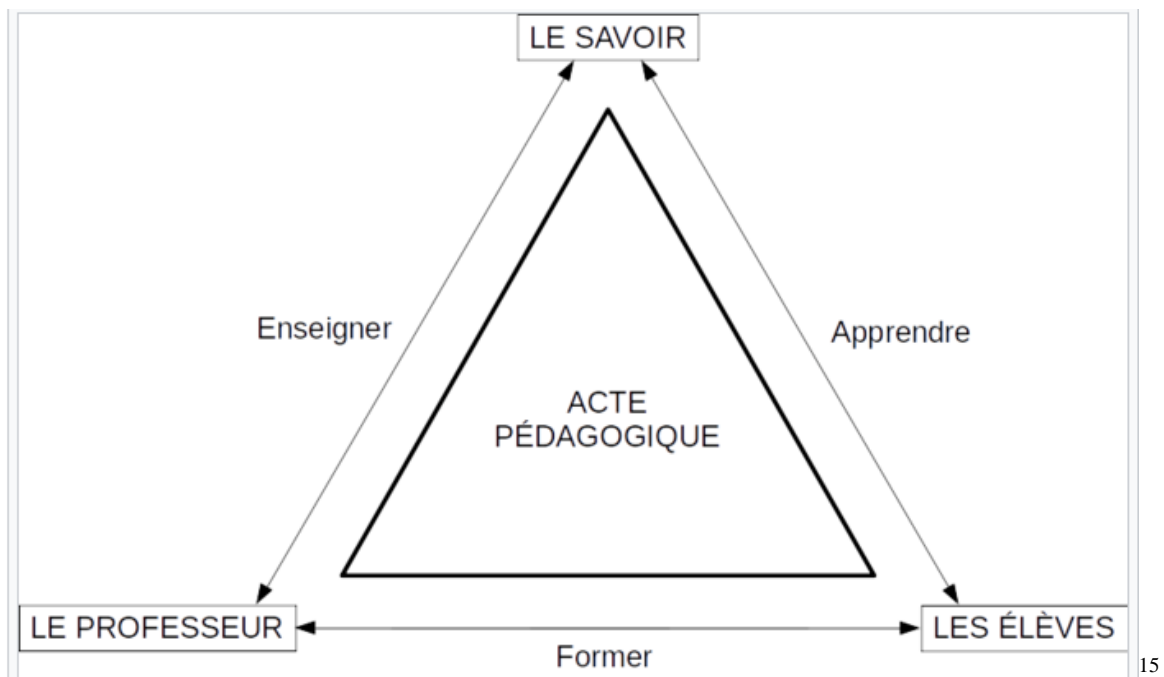 LE SAVOIR
Enseigner
Apprendre
ACTE
PÉDAGOGIQUE
LE PROFESSEUR
LES ÉLÈVES
Former
15